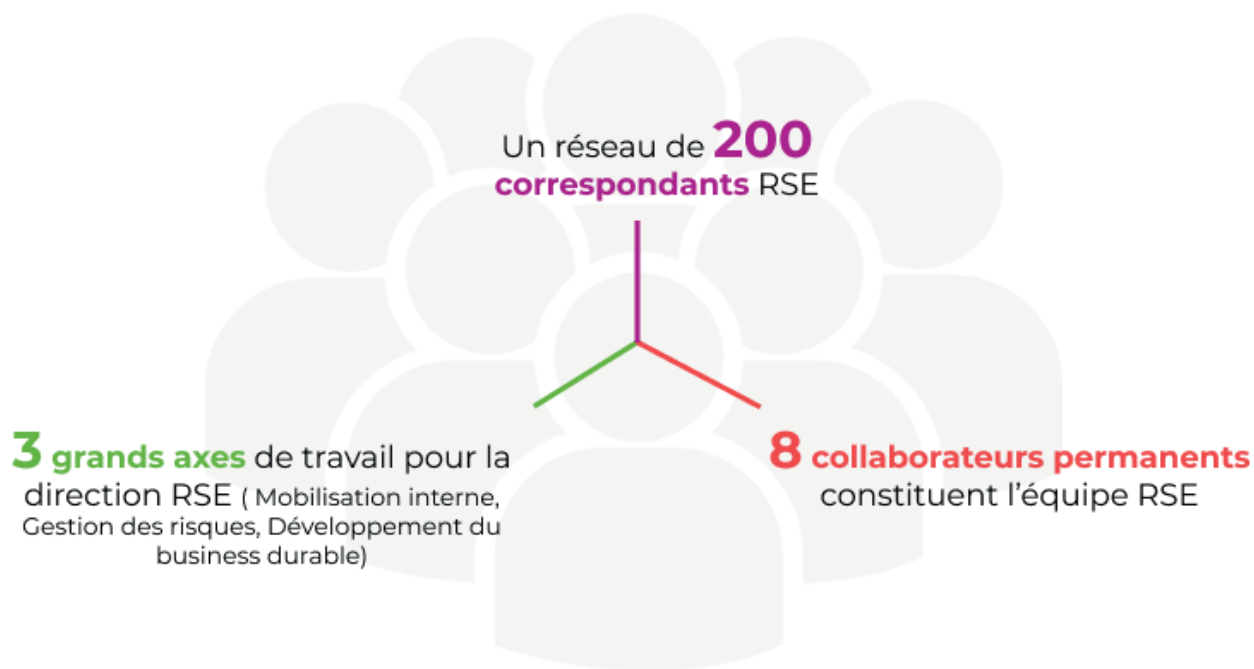 Un réseau de 200
correspondants RSE
3 grands axes de travail pour la
direction RSE ( Mobilisation interne,
Gestion des risques, Développement du
business durable)
8 collaborateurs permanents
constituent l’équipe RSE